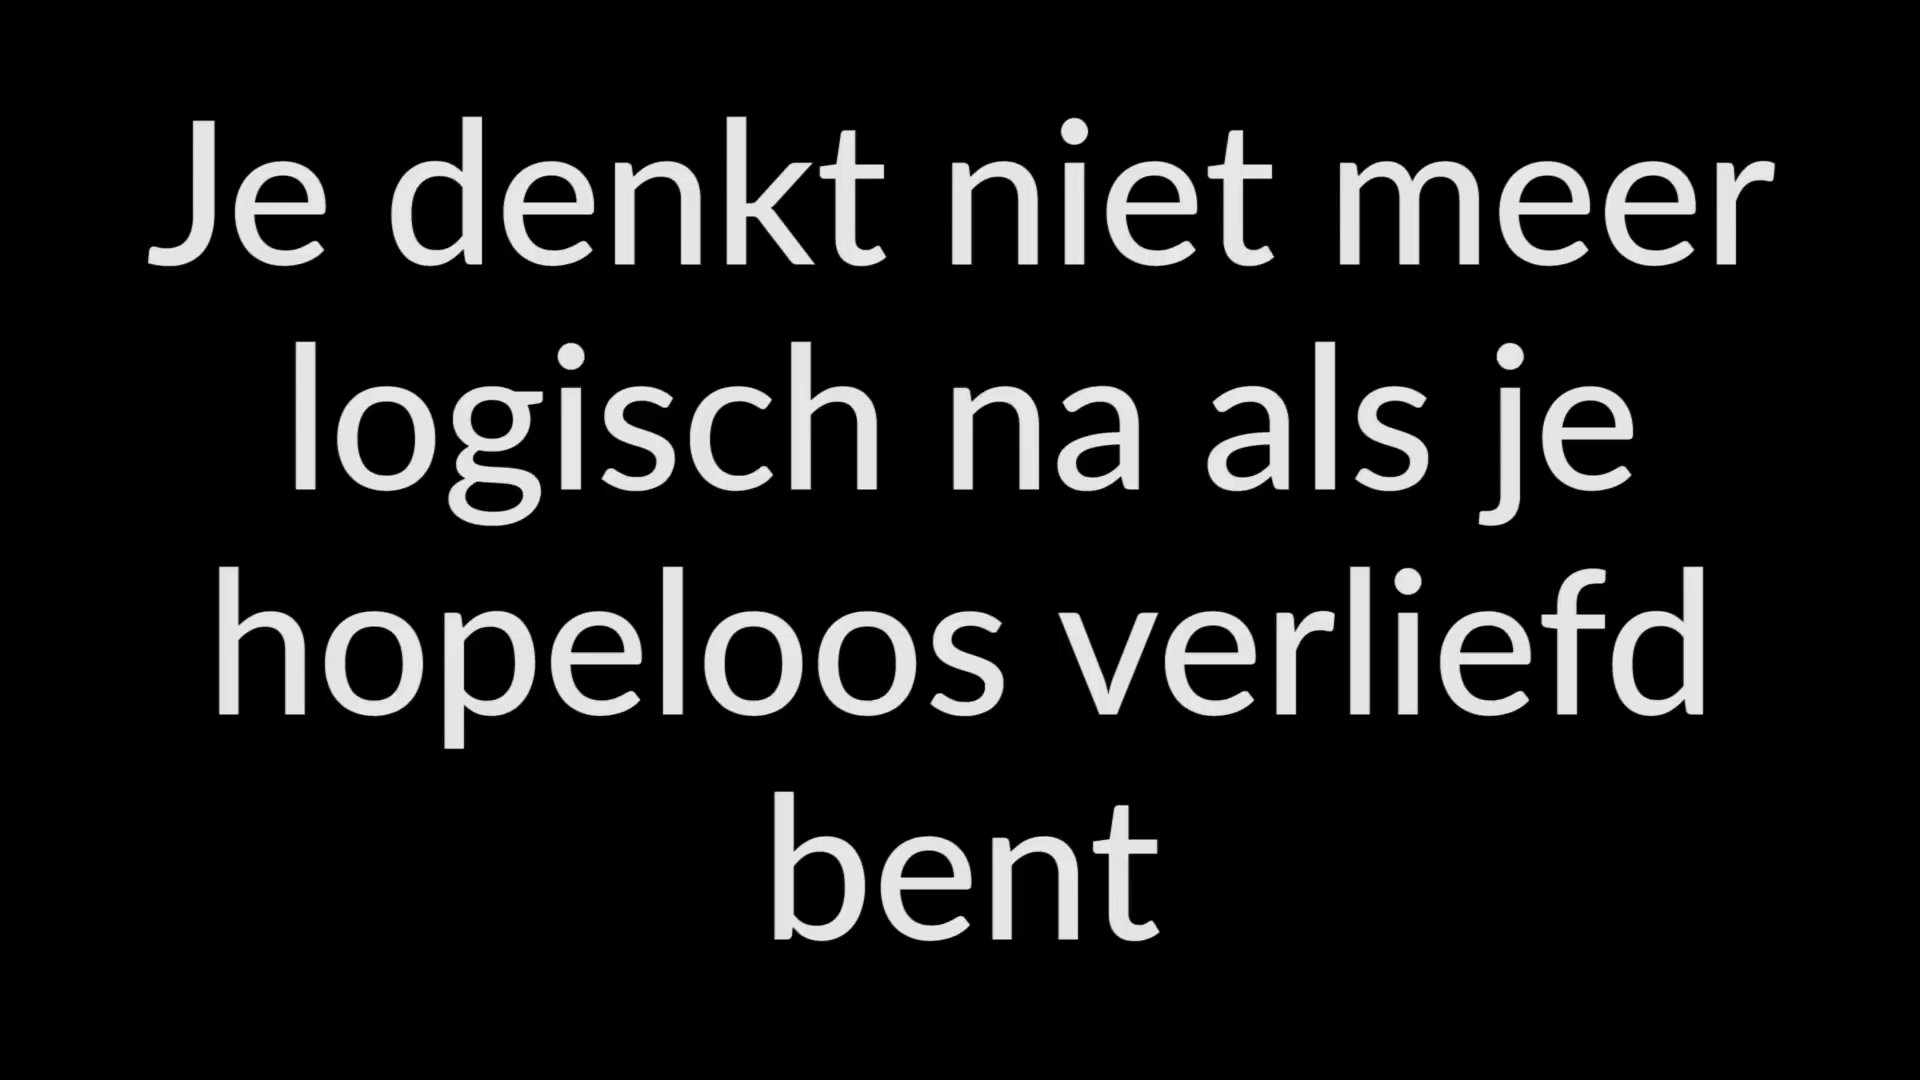 Je denkt niet meer
logisch na als je
hopeloos verliefd
bent